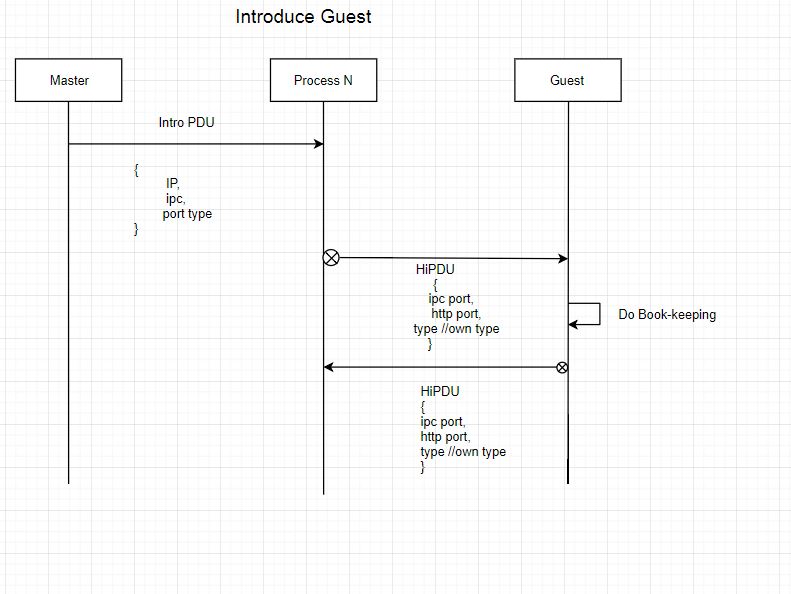 Introduce Guest
Master
Process N
Guest
Intro PDU
{
IP,
ipc,
port type
}
HiPDU
{
ipc port,
http port,
type //own type
}
Do Book-keeping
HiPDU
{
ipc port,
http port,
type //own type
}